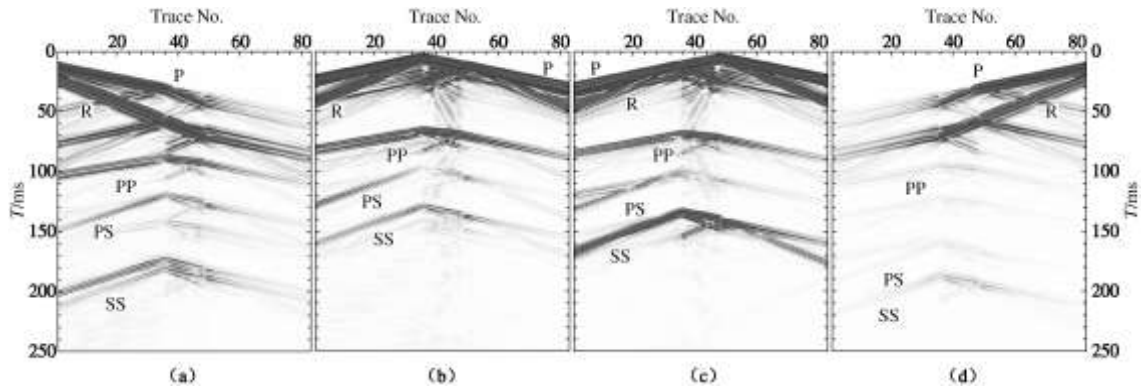 Trace No. Trace No. Trace No. Trace No.
20 40 60 80 20 40 60 80 20 40 60 80 20 40 60 80
0 P P P P 0
50 R R R R 50
100 PP PP PP PP 100
T/ms T/ms
150 PS PS PS 150
SS SS
200 SS PS 200
SS
250 250
(a) (b) (c) (d)